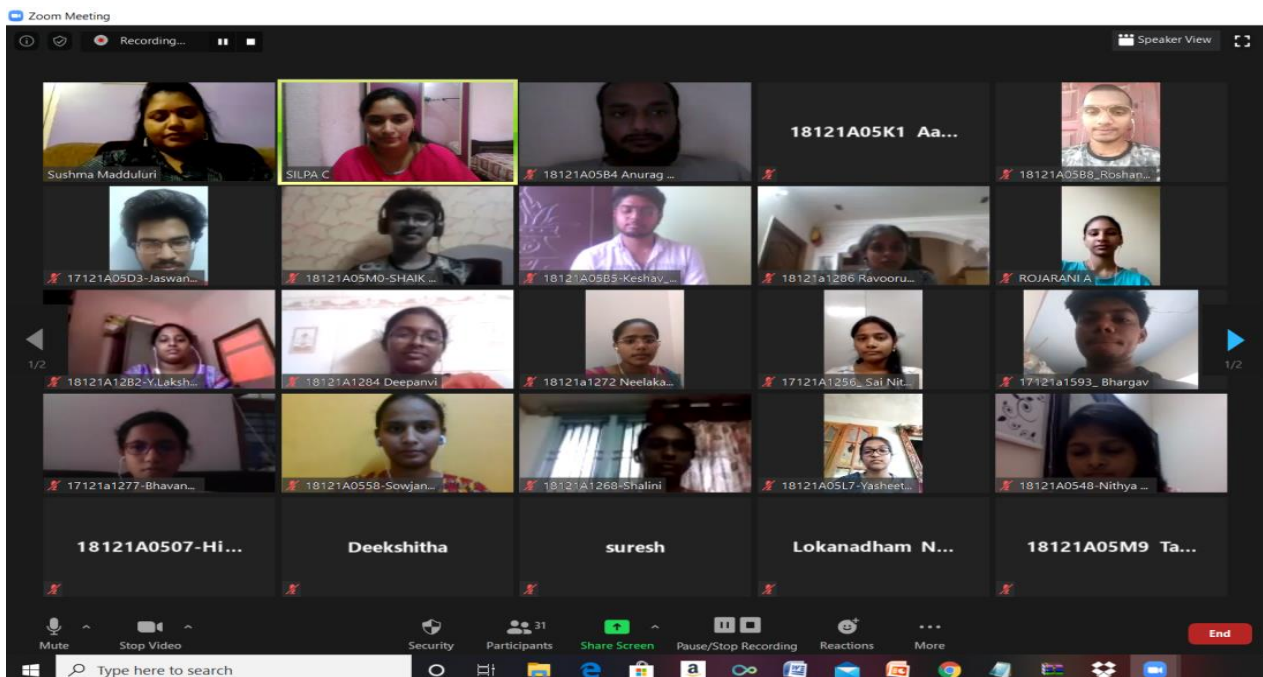 Zoom Meeting
Recording...
Speaker View
Sushma Madduluri
SILPA C
18121A05B4 Anurag ...
18121A05K1 Aa...
18121A05B8_Roshan...
17121A05D3-Jaswan...
18121A05M0-SHAIK ...
18121A05B5-Keshav_...
18121a1286 Ravooru...
ROJARANI A
18121A12B2-Y.Laksh...
18121A1284 Deepanvi
18121a1272 Neelaka...
17121A1256_ Sai Nit...
17121a1593_ Bhargav
1/2
1/2
17121a1277-Bhavan...
18121A0558-Sowjan...
18121A1268-Shalini
18121A05L7-Yasheet...
18121A0548-Nithya ...
18121A0507-Hi...
Deekshitha
suresh
Lokanadham N...
18121A05M9 Ta...
31
Mute
Stop Video
Security
Participants
Share Screen
Pause/Stop Recording
Reactions
More
End
Type here to search